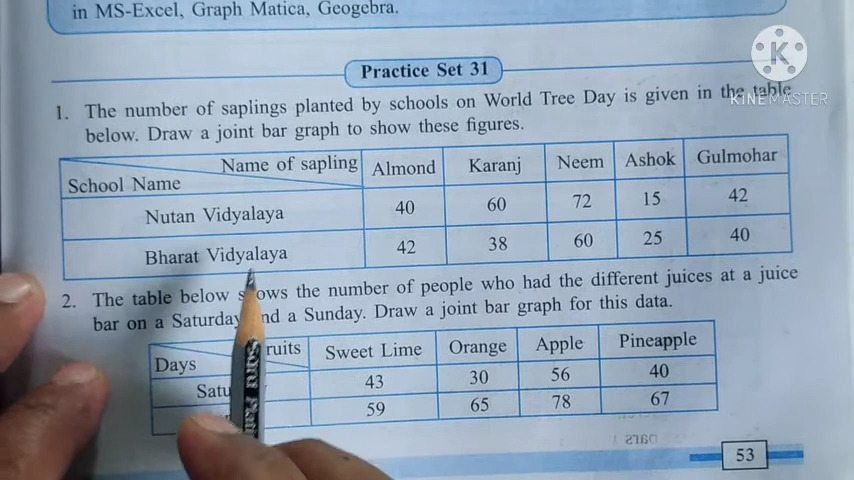 in MS-Excel, Graph Matica, Geogebra.
K
KINEMASTER
Practice Set 31
1. The number of saplings planted by schools on World Tree Day is given in the table
below. Draw a joint bar graph to show these figures.
Name of sapling
School Name
Almond Karanj Neem Ashok Gulmohar
Nutan Vidyalaya 40 60 72 15 42
Bharat Vidyalaya 42 38 60 25 40
2. The table below shows the number of people who had the different juices at a juice
bar on a Saturday and a Sunday. Draw a joint bar graph for this data.
Days
Sweet Lime Orange Apple Pineapple
43 30 56 40
59 65 78 67
53